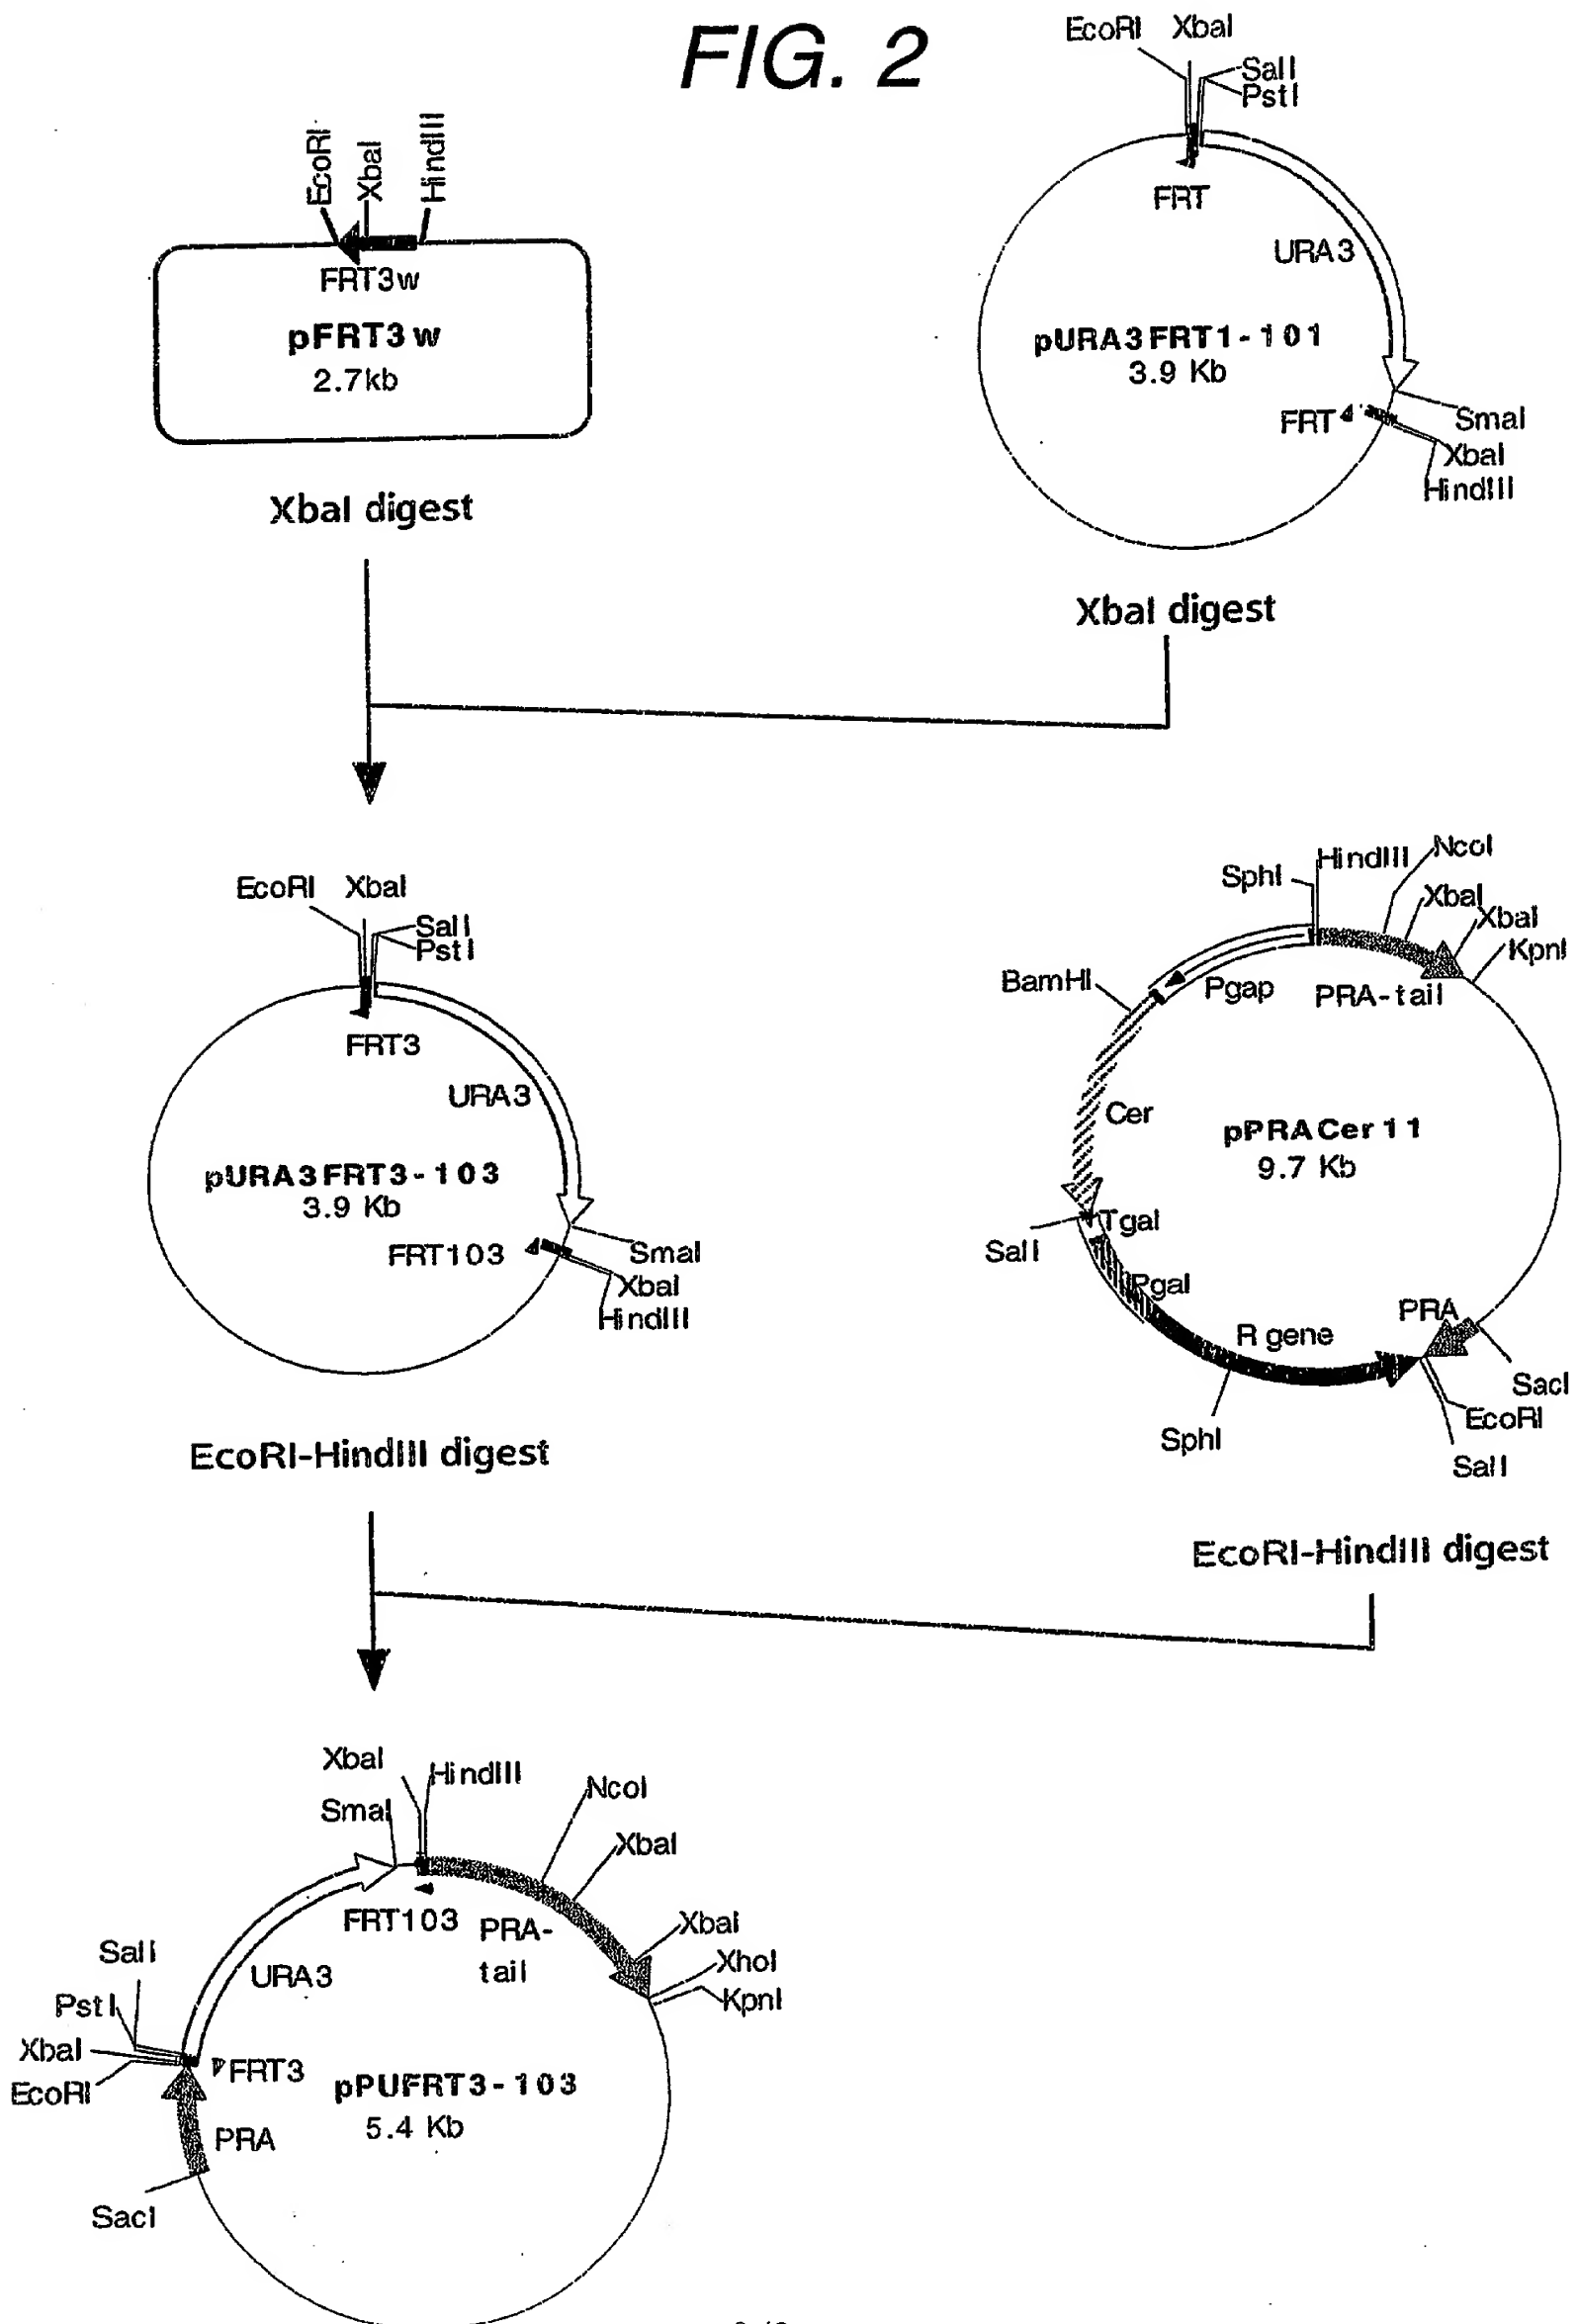 FIG. 2
EcoRI
XbaI
HindIII
FRT3w
pFRT3w
2.7kb
XbaI digest
EcoRI XbaI
SalI
PstI
FRT
URA3
pURA3FRT1-101
3.9 Kb
FRT
SmaI
XbaI
HindIII
XbaI digest
EcoRI XbaI
SalI
PstI
FRT3
URA3
pURA3FRT3-103
3.9 Kb
FRT103
SmaI
XbaI
HindIII
EcoRI-HindIII digest
SphI
HindIII
NcoI
XbaI
XbaI
KpnI
BamHI
Pgap
PRA-tail
Cer
pPRACer11
9.7 Kb
Tgal
SalI
Pgal
R gene
PRA
SacI
EcoRI
SalI
SphI
EcoRI-HindIII digest
XbaI
HindIII
SmaI
NcoI
XbaI
FRT103
PRA-
tail
XbaI
XhoI
KpnI
SalI
URA3
PstI
XbaI
EcoRI
FRT3
pPUFRT3-103
5.4 Kb
PRA
SacI